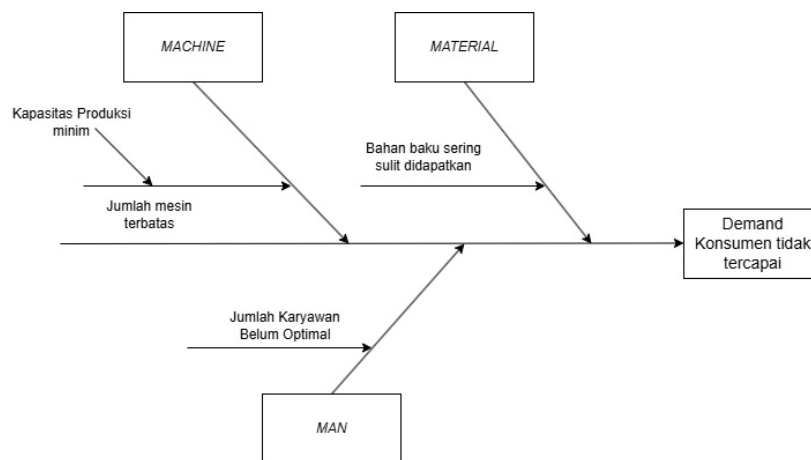 MACHINE
MATERIAL
Kapasitas Produksi
minim
Bahan baku sering
sulit didapatkan
Jumlah mesin
terbatas
Demand
Konsumen tidak
tercapai
Jumlah Karyawan
Belum Optimal
MAN